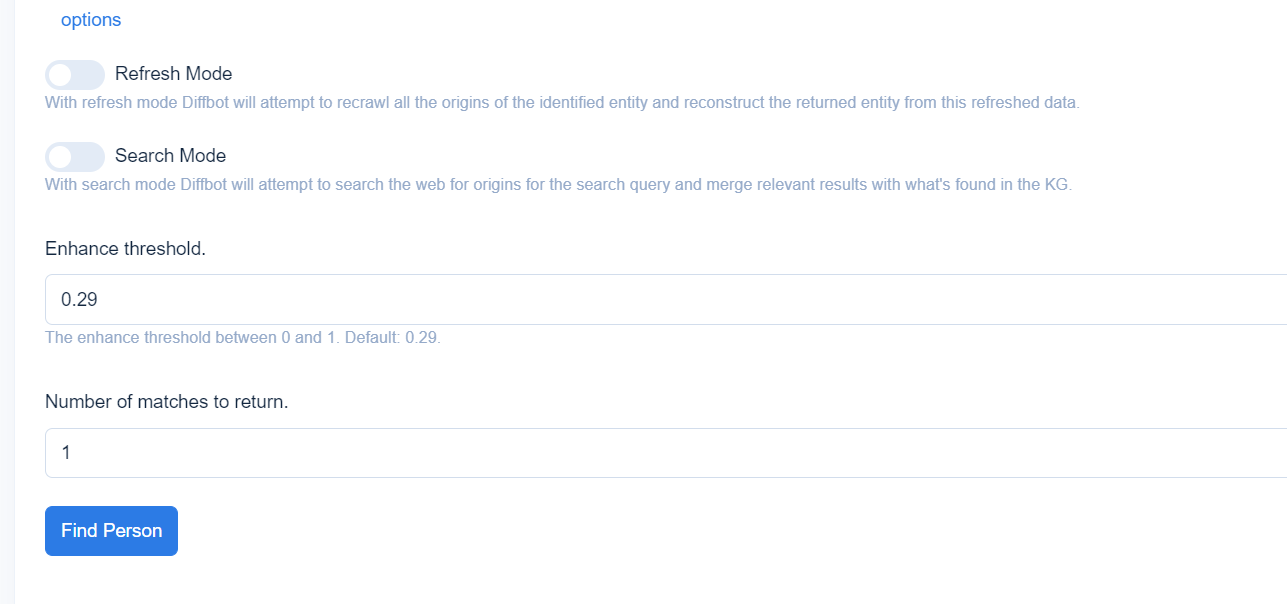 options
Refresh Mode
With refresh mode Diffbot will attempt to recrawl all the origins of the identified entity and reconstruct the returned entity from this refreshed data.
Search Mode
With search mode Diffbot will attempt to search the web for origins for the search query and merge relevant results with what's found in the KG.
Enhance threshold.
0.29
The enhance threshold between 0 and 1. Default: 0.29.
Number of matches to return.
1
Find Person